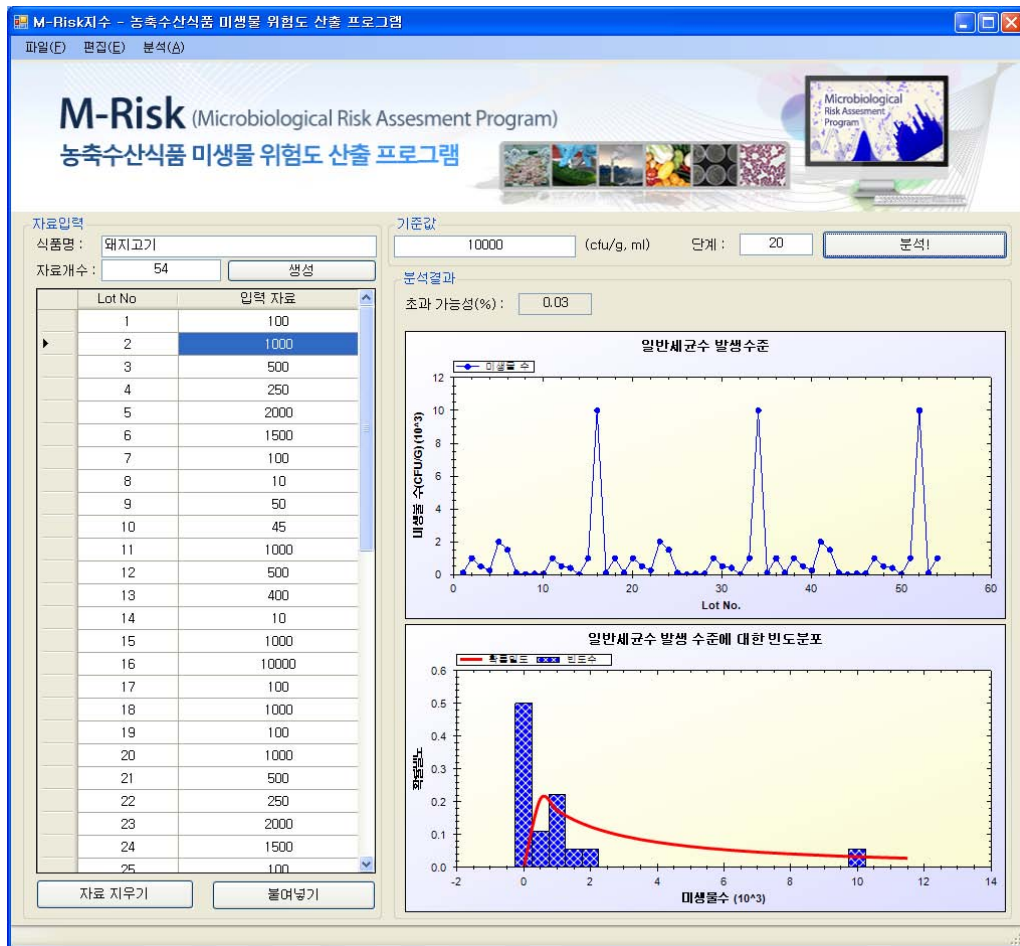 M-Risk지수 - 농축수산식품 미생물 위험도 산출 프로그램
파일(F) 편집(E) 분석(A)
M-Risk (Microbiological Risk Assesment Program)
농축수산식품 미생물 위험도 산출 프로그램
Microbiological
Risk Assesment
Program
자료입력
식품명 : 돼지고기
자료개수 : 54 생성
Lot No 입력 자료
1 100
2 1000
3 500
4 250
5 2000
6 1500
7 100
8 10
9 50
10 45
11 1000
12 500
13 400
14 10
15 1000
16 10000
17 100
18 1000
19 100
20 1000
21 500
22 250
23 2000
24 1500
25 100
자료 지우기 붙여넣기
기준값
10000 (cfu/g, ml) 단계 : 20 분석!
분석결과
초과 가능성(%) : 0.03
일반세균수 발생수준
미생물 수
미생물 수(CFU/G) (10^3)
12
10
8
6
4
2
0
0 10 20 30 40 50 60
Lot No.
일반세균수 발생 수준에 대한 빈도분포
확률밀도 빈도수
확률밀도
0.6
0.5
0.4
0.3
0.2
0.1
0.0
-2 0 2 4 6 8 10 12 14
미생물수 (10^3)